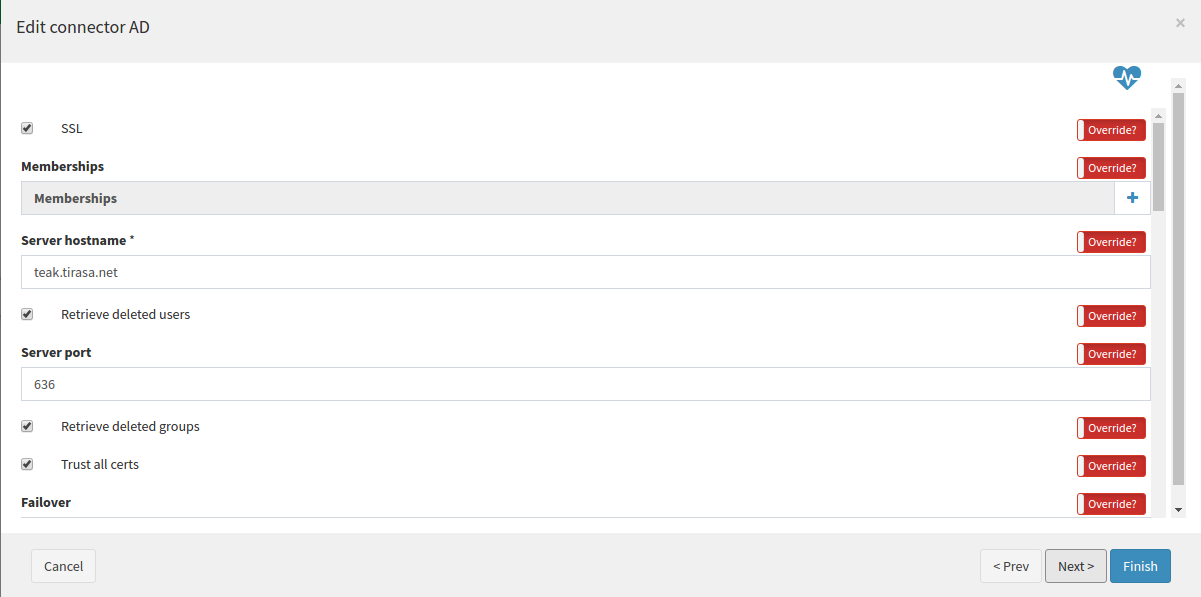 Edit connector AD
×
SSL
Override?
Memberships
Override?
Memberships
+
Server hostname *
Override?
teak.tirasa.net
Retrieve deleted users
Override?
Server port
Override?
636
Retrieve deleted groups
Override?
Trust all certs
Override?
Failover
Override?
Cancel
< Prev
Next >
Finish